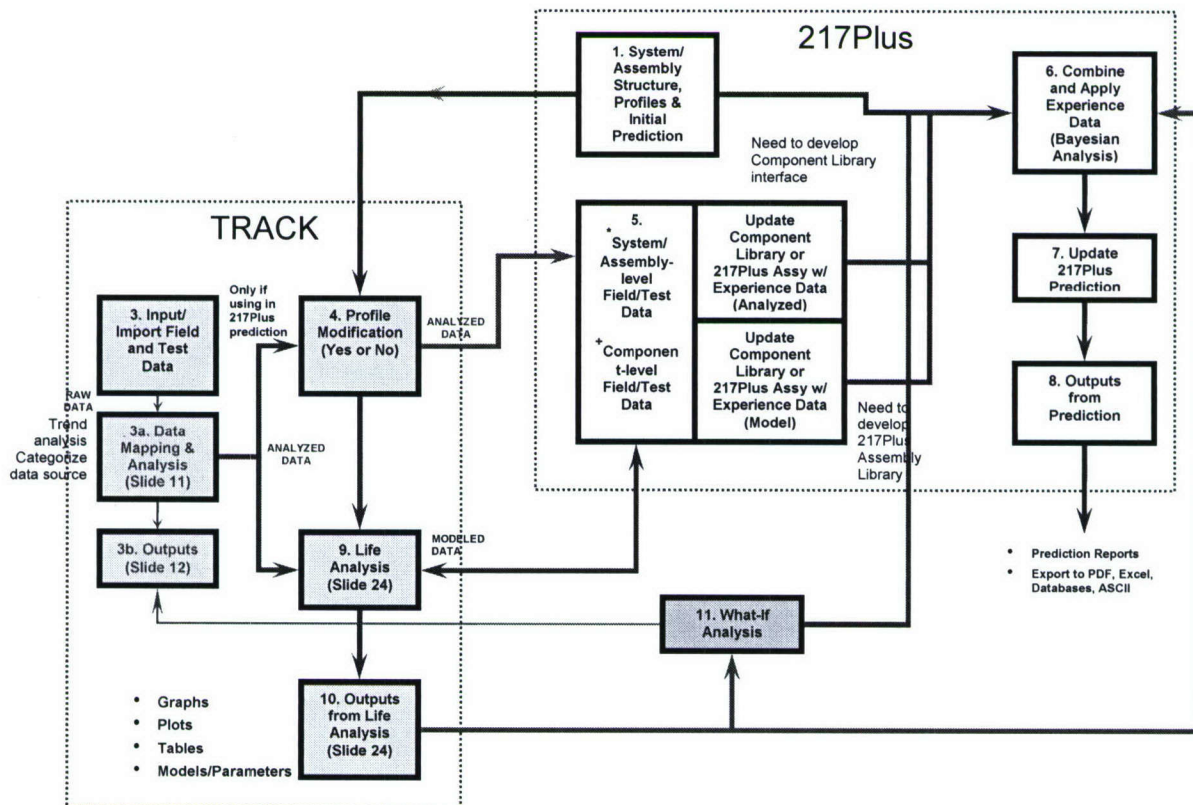 217Plus
1. System/
Assembly
Structure,
Profiles &
Initial
Prediction
6. Combine
and Apply
Experience
Data
(Bayesian
Analysis)
Need to develop
Component Library
interface
TRACK
5.
*System/
Assembly-
level
Field/Test
Data
+Componen
t-level
Field/Test
Data
Update
Component
Library or
217Plus Assy w/
Experience Data
(Analyzed)
Update
Component
Library or
217Plus Assy w/
Experience Data
(Model)
7. Update
217Plus
Prediction
8. Outputs
from
Prediction
Need to
develop
217Plus
Assembly
Library
3. Input/
Import Field
and Test
Data
Only if
using in
217Plus
prediction
4. Profile
Modification
(Yes or No)
ANALYZED
DATA
RAW
DATA
Trend
analysis
Categorize
data source
3a. Data
Mapping &
Analysis
(Slide 11)
ANALYZED
DATA
3b. Outputs
(Slide 12)
9. Life
Analysis
(Slide 24)
MODELED
DATA
• Prediction Reports
• Export to PDF, Excel,
Databases, ASCII
11. What-If
Analysis
10. Outputs
from Life
Analysis
(Slide 24)
• Graphs
• Plots
• Tables
• Models/Parameters